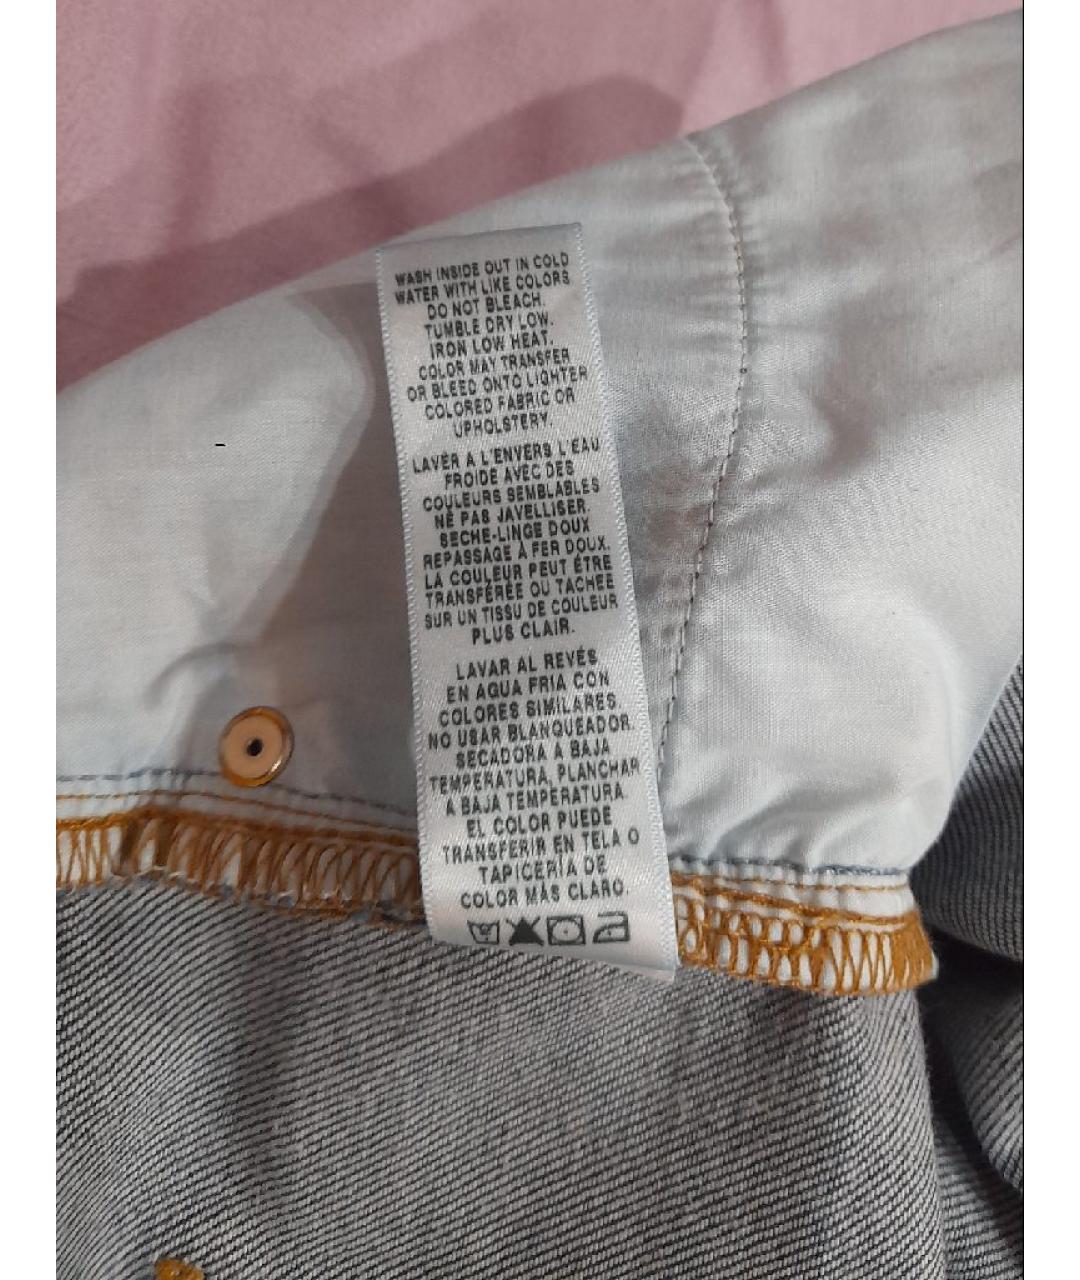 WASH INSIDE OUT IN COLD
WATER WITH LIKE COLORS
DO NOT BLEACH.
TUMBLE DRY LOW.
IRON LOW HEAT.
COLOR MAY TRANSFER
OR BLEED ONTO LIGHTER
COLORED FABRIC OR
UPHOLSTERY.
LAVER A L'ENVERS L'EAU
FROIDE AVEC DES
COULEURS SEMBLABLES
NE PAS JAVELLISER.
SECHE-LINGE DOUX
REPASSAGE À FER DOUX.
LA COULEUR PEUT ÊTRE
TRANSFÉRÉE OU TACHEE
SUR UN TISSU DE COULEUR
PLUS CLAIR.
LAVAR AL REVÉS
EN AGUA FRIA CON
COLORES SIMILARES.
NO USAR BLANQUEADOR.
SECADORA A BAJA
TEMPERATURA, PLANCHAR
A BAJA TEMPERATURA.
EL COLOR PUEDE
TRANSFERIR EN TELA O
TAPICERÍA DE
COLOR MÁS CLARO.